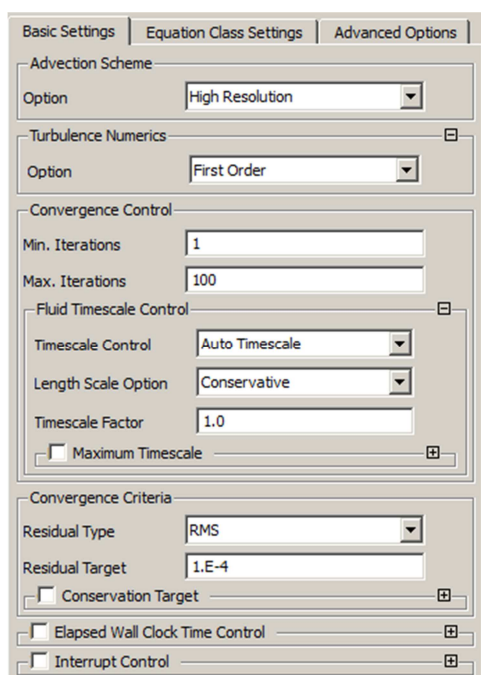 Basic Settings Equation Class Settings Advanced Options
Advection Scheme
Option High Resolution
Turbulence Numerics
Option First Order
Convergence Control
Min. Iterations 1
Max. Iterations 100
Fluid Timescale Control
Timescale Control Auto Timescale
Length Scale Option Conservative
Timescale Factor 1.0
Maximum Timescale
Convergence Criteria
Residual Type RMS
Residual Target 1.E-4
Conservation Target
Elapsed Wall Clock Time Control
Interrupt Control